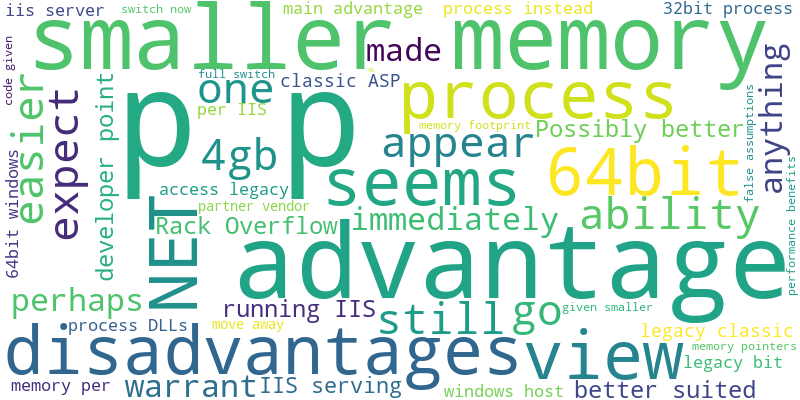 iis server
switch now
main advantage
process instead
32bit process
code given
smaller
memory
made
full switch
classic ASP
anything
easier
expect
developer point
one
per IIS
process
p
p
memory footprint
Possibly better
4gb
appear
64bit
false assumptions
64bit windows
access legacy
seems
partner vendor
NET
Rack Overflow
immediately
ability
performance benefits
advantage
perhaps
running IIS
still
go
given smaller
process DLLs
move away
legacy classic
disadvantages
view
memory pointers
legacy bit
memory per
warrant
IIS serving
windows host
better suited